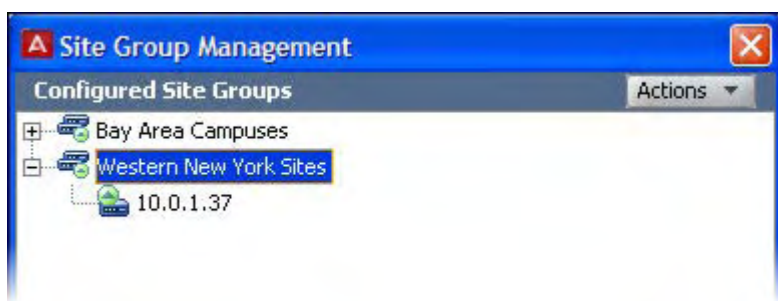 Site Group Management
Configured Site Groups Actions
Bay Area Campuses
Western New York Sites
10.0.1.37